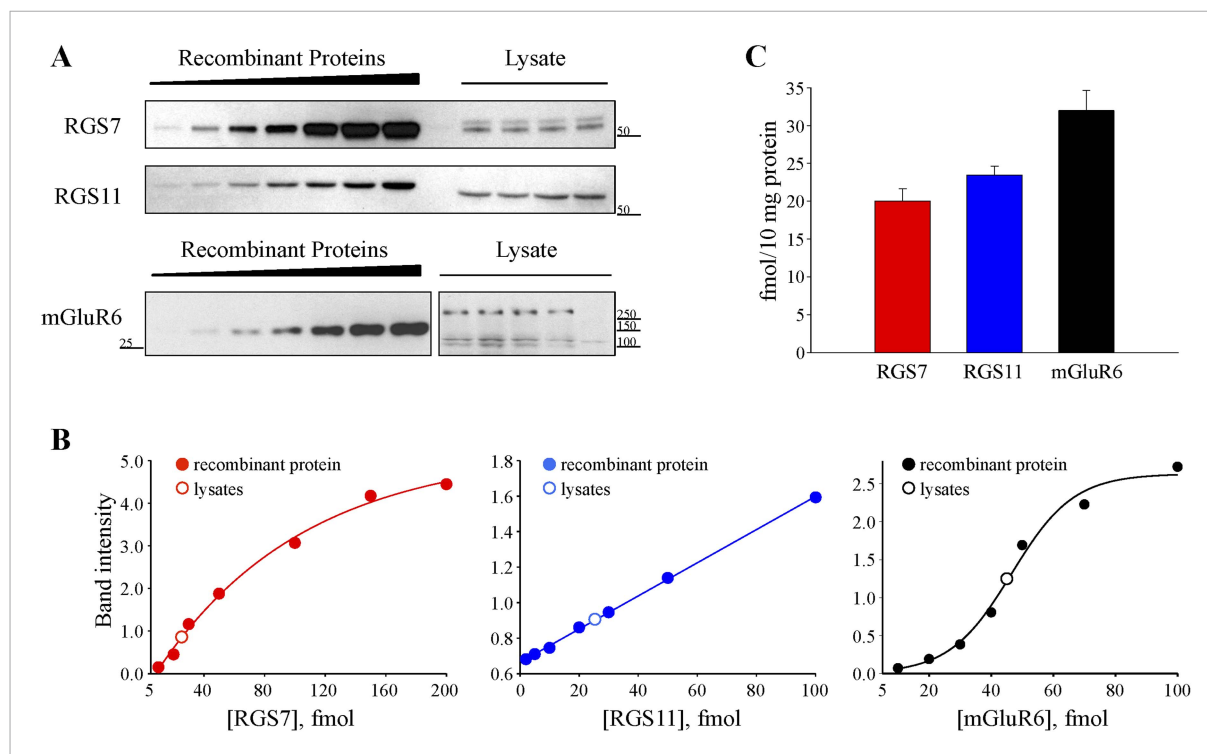 A
Recombinant Proteins
Lysate
RGS7
50
RGS11
50
Recombinant Proteins
Lysate
mGluR6
25
250
150
100
C
35
30
25
20
15
10
5
0
fmol/10 mg protein
RGS7
RGS11
mGluR6
B
recombinant protein
lysates
5.0
4.0
3.0
2.0
1.0
0.0
Band intensity
5
40
80
120
160
200
[RGS7], fmol
recombinant protein
lysates
1.8
1.6
1.4
1.2
1.0
0.8
0.6
0
20
40
60
80
100
[RGS11], fmol
recombinant protein
lysates
2.5
2.0
1.5
1.0
0.5
0.0
5
20
40
60
80
100
[mGluR6], fmol